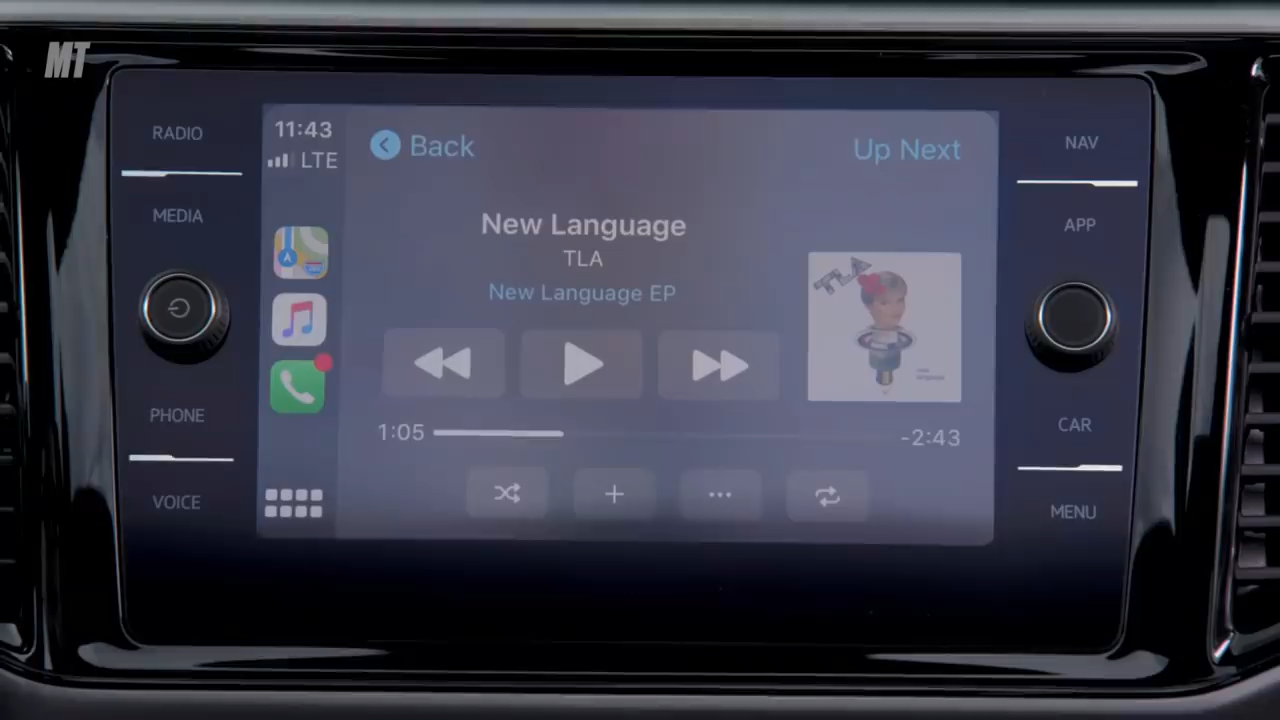 MT
RADIO
MEDIA
PHONE
VOICE
11:43
LTE
Back
Up Next
New Language
TLA
New Language EP
TLA
1:05
-2:43
NAV
APP
CAR
MENU